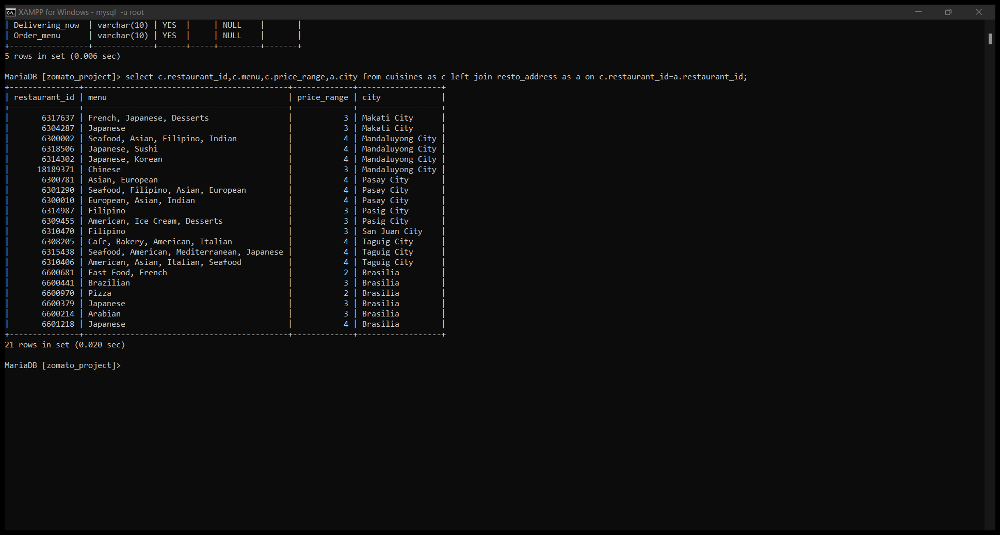 XAMPP for Windows - mysql  -u root
| Delivering_now  | varchar(10) | YES  |     | NULL    |       |
| Order_menu      | varchar(10) | YES  |     | NULL    |       |
+-----------------+-------------+------+-----+---------+-------+
5 rows in set (0.006 sec)
MariaDB [zomato_project]> select c.restaurant_id,c.menu,c.price_range,a.city from cuisines as c left join resto_address as a on c.restaurant_id=a.restaurant_id;
+---------------+--------------------------------------------+-------------+------------------+
| restaurant_id | menu                                       | price_range | city             |
+---------------+--------------------------------------------+-------------+------------------+
|       6317637 | French, Japanese, Desserts                 |           3 | Makati City      |
|       6304287 | Japanese                                   |           3 | Makati City      |
|       6300002 | Seafood, Asian, Filipino, Indian           |           4 | Mandaluyong City |
|       6318506 | Japanese, Sushi                            |           4 | Mandaluyong City |
|       6314302 | Japanese, Korean                           |           4 | Mandaluyong City |
|      18189371 | Chinese                                    |           3 | Mandaluyong City |
|       6300781 | Asian, European                            |           4 | Pasay City       |
|       6301290 | Seafood, Filipino, Asian, European         |           4 | Pasay City       |
|       6300010 | European, Asian, Indian                    |           4 | Pasay City       |
|       6314987 | Filipino                                   |           3 | Pasig City       |
|       6309455 | American, Ice Cream, Desserts              |           3 | Pasig City       |
|       6310470 | Filipino                                   |           3 | San Juan City    |
|       6308205 | Cafe, Bakery, American, Italian            |           4 | Taguig City      |
|       6315438 | Seafood, American, Mediterranean, Japanese |           4 | Taguig City      |
|       6310406 | American, Asian, Italian, Seafood          |           4 | Taguig City      |
|       6600681 | Fast Food, French                          |           2 | Brasilia         |
|       6600441 | Brazilian                                  |           3 | Brasilia         |
|       6600970 | Pizza                                      |           2 | Brasilia         |
|       6600379 | Japanese                                   |           3 | Brasilia         |
|       6600214 | Arabian                                    |           3 | Brasilia         |
|       6601218 | Japanese                                   |           4 | Brasilia         |
+---------------+--------------------------------------------+-------------+------------------+
21 rows in set (0.020 sec)
MariaDB [zomato_project]>